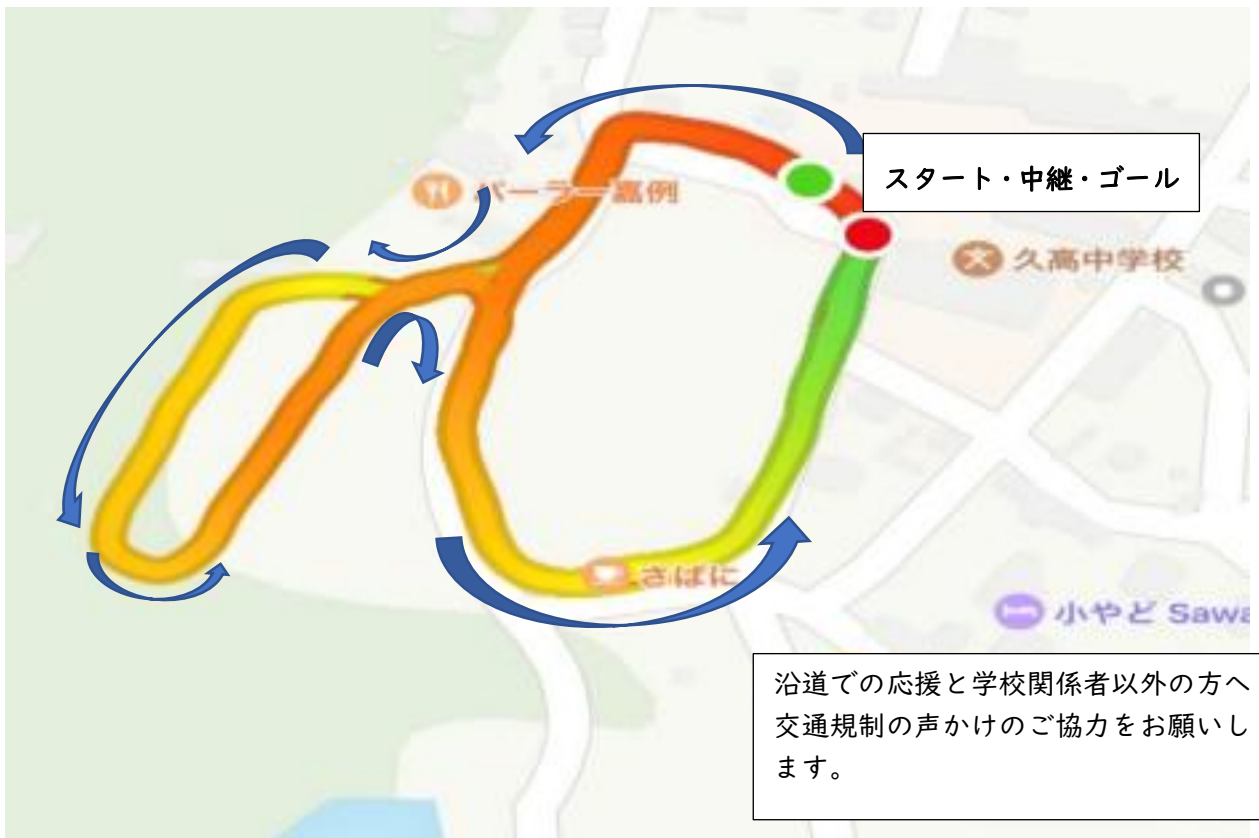 スタート・中継・ゴール
パーラー嘉例
久高中学校
さばに
小やど Sawa
沿道での応援と学校関係者以外の方へ
交通規制の声かけのご協力をお願いし
ます。